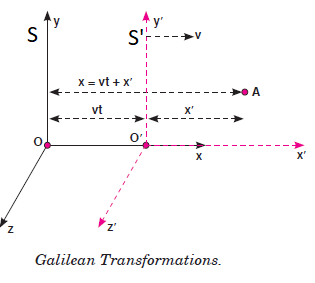 S y
S' y'
v
x = vt + x'
A
vt x'
O O'
x x'
z z'
Galilean Transformations.